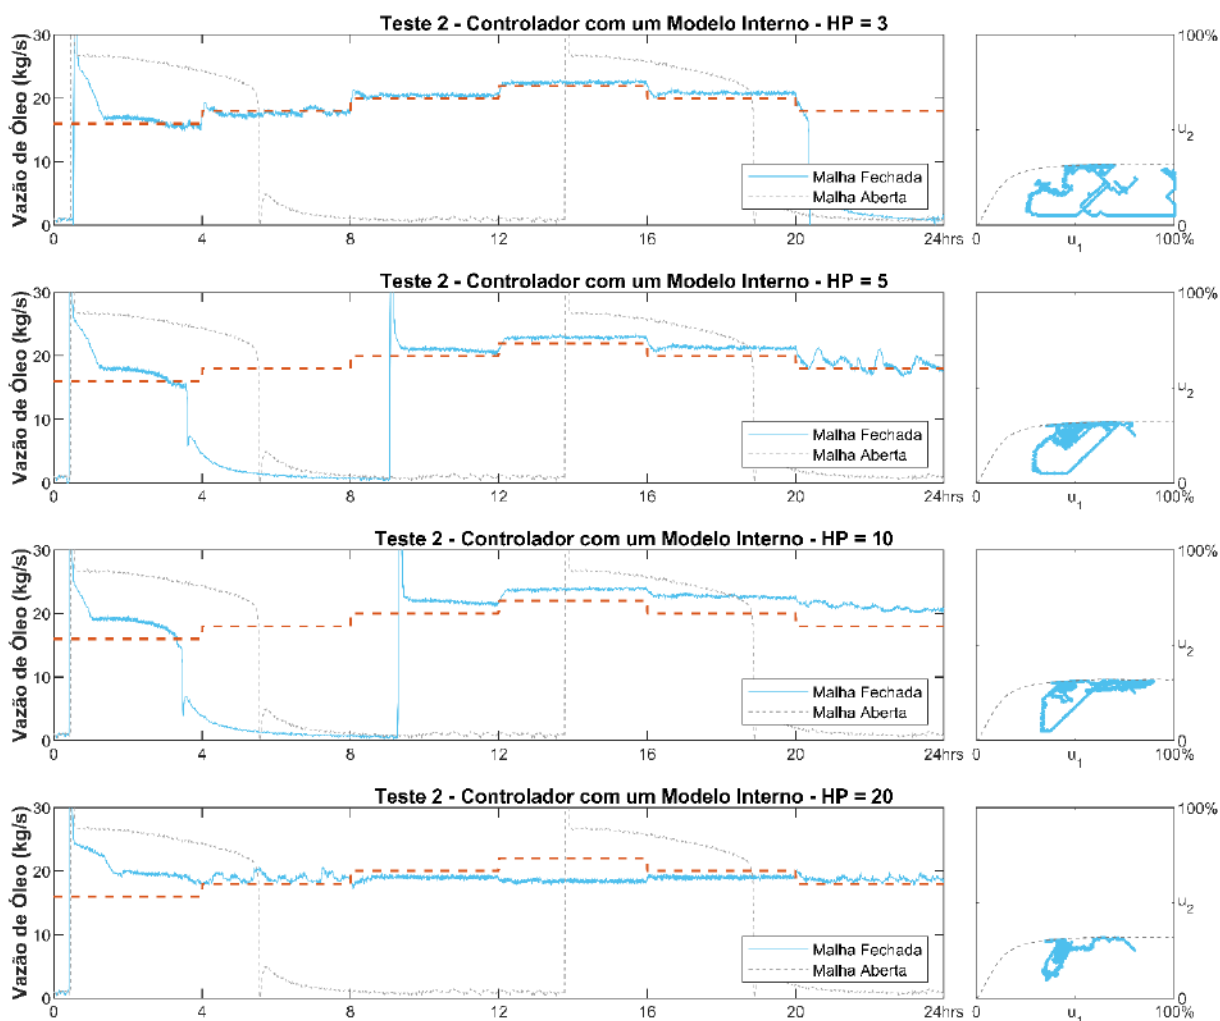 Teste 2 - Controlador com um Modelo Interno - HP = 3
Vazão de Óleo (kg/s)
30
20
10
0
Malha Fechada
Malha Aberta
0 4 8 12 16 20 24hrs
100%
u2
0
u1 100%
Teste 2 - Controlador com um Modelo Interno - HP = 5
Vazão de Óleo (kg/s)
30
20
10
0
Malha Fechada
Malha Aberta
0 4 8 12 16 20 24hrs
100%
u2
0
u1 100%
Teste 2 - Controlador com um Modelo Interno - HP = 10
Vazão de Óleo (kg/s)
30
20
10
0
Malha Fechada
Malha Aberta
0 4 8 12 16 20 24hrs
100%
u2
0
u1 100%
Teste 2 - Controlador com um Modelo Interno - HP = 20
Vazão de Óleo (kg/s)
30
20
10
0
Malha Fechada
Malha Aberta
0 4 8 12 16 20 24hrs
100%
u2
0
u1 100%